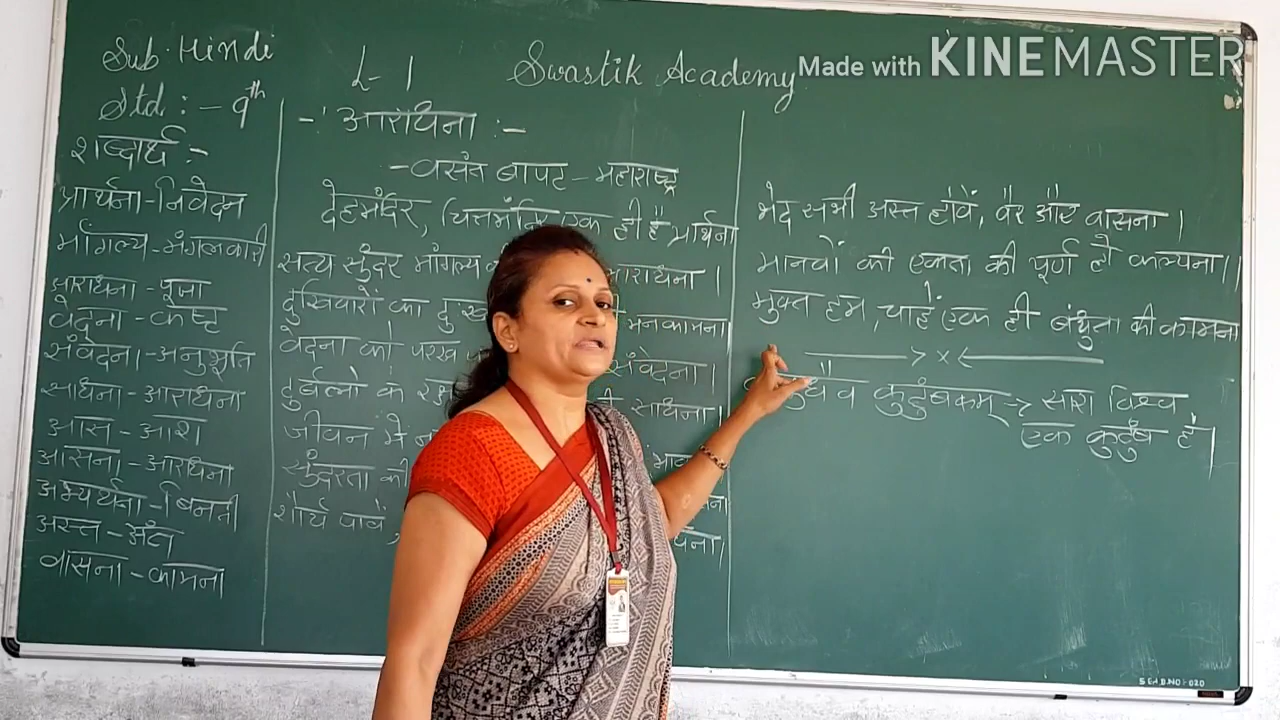 Sub. Hindi
Std :- 9th
L-1
Swastik Academy
Made with KINEMASTER
शब्दार्थ :-
प्रार्थना-निवेदन
मांगल्य-मंगलकारी
आराधना-पूजा
वेदना-कष्ट
संवेदना-अनुभूति
साधना-आराधना
आस-आश
आसना-आराधना
अभ्यर्थना-बिनती
अस्त-अंत
वासना-कामना
-: आराधना :-
-वसंत बापट-महाराष्ट्र
देहमंदिर, चित्तमंदिर एक ही है प्रार्थना
सत्य सुंदर मांगल्य आराधना।
दुखियारों का दुःख मनकामना
वेदना को परख संवेदना।
दुर्बलों के साधना।
जीवन में
सुंदरता की
शौर्य पावें,
भेद सभी अस्त होवें, वैर और वासना।
मानवों की एकता की पूर्ण हो कल्पना।।
मुक्त हम, चाहें एक ही बंधुता की कामना
कुटुंबकम् → सारा विश्व
एक कुटुंब है।